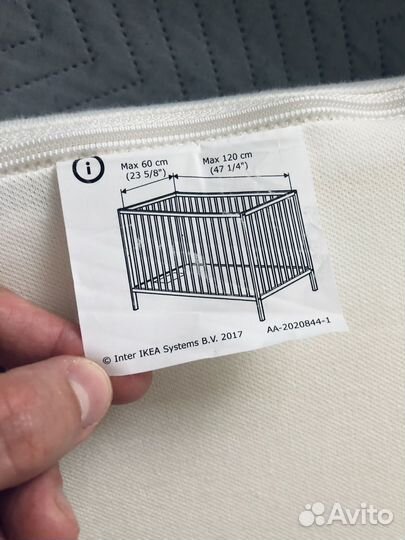 i
Max 60 cm
(23 5/8")
Max 120 cm
(47 1/4")
© Inter IKEA Systems B.V. 2017
AA-2020844-1
Avito